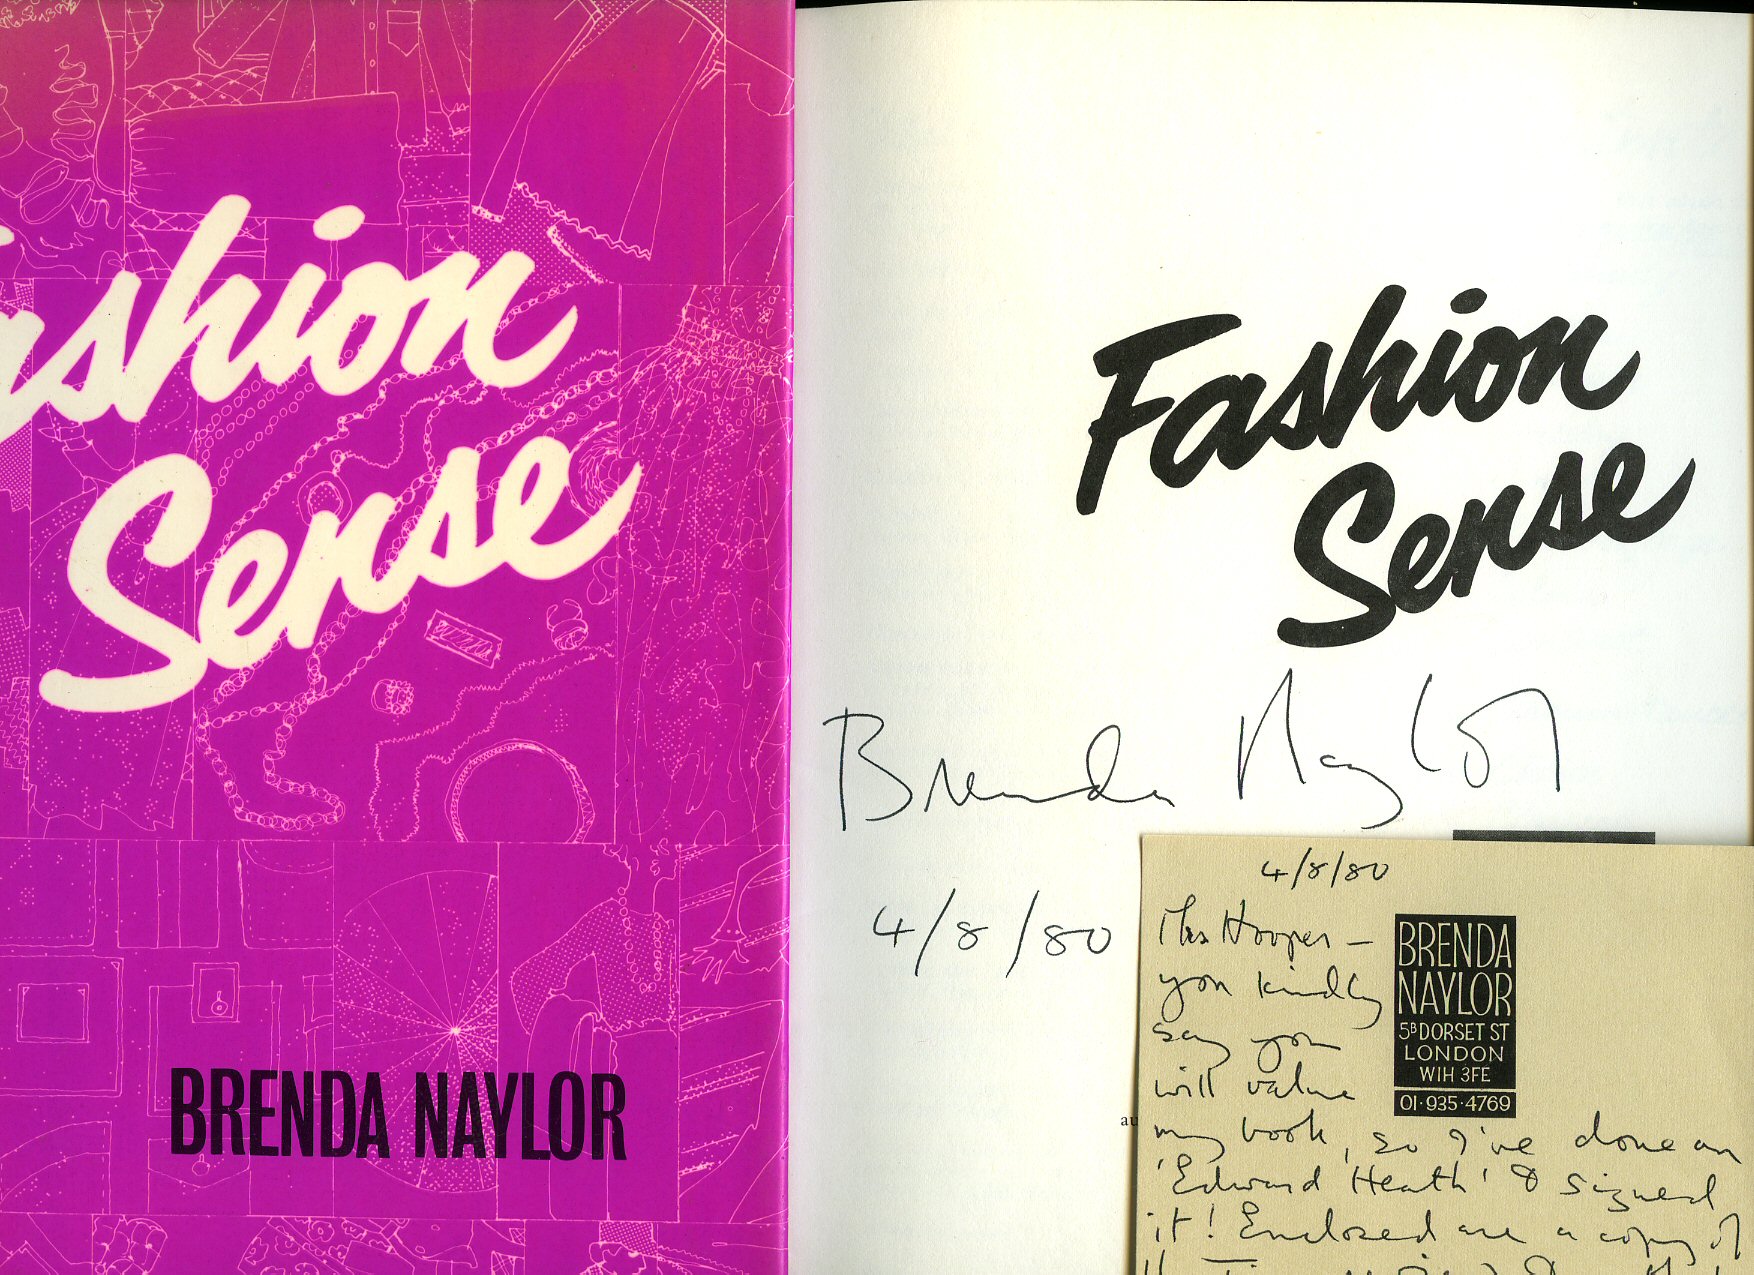 ashion
Sense
BRENDA NAYLOR
Fashion
Sense
Brenda Naylor
4/8/80
au
4/8/80
Hooper –
you kindly
say you
will value
my book, so I've done an
'Edward Heath' & signed
it! Enclosed are a copy of
BRENDA
NAYLOR
5B DORSET ST
LONDON
W1H 3FE
01·935·4769